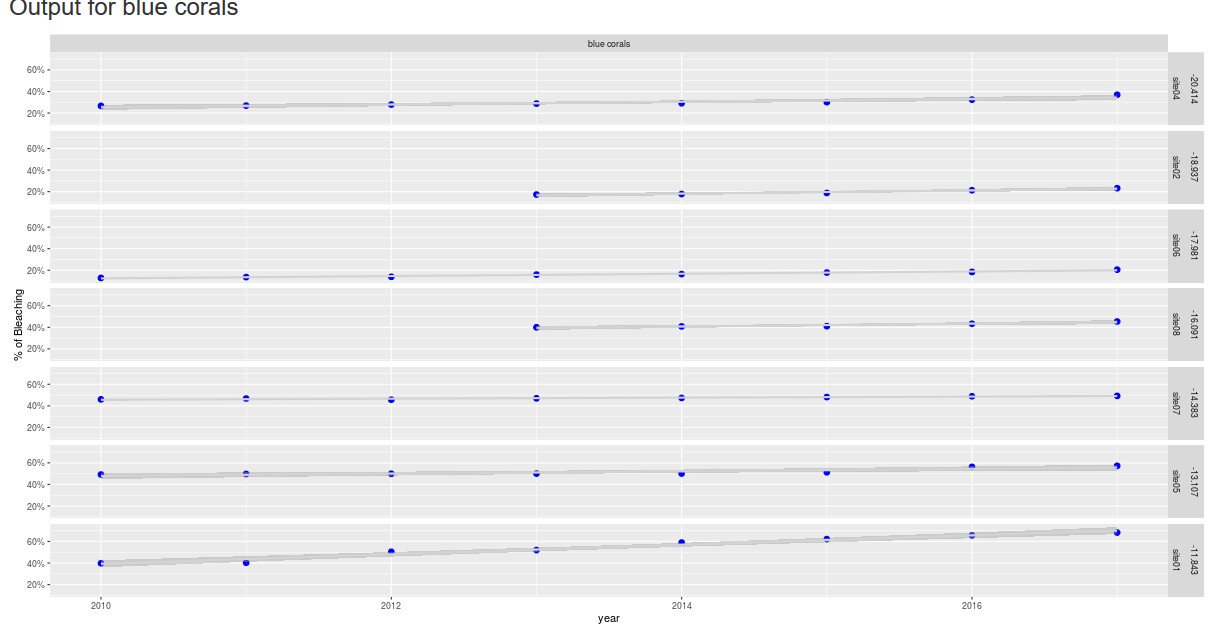 Output for blue corals
blue corals
60%
40%
20%
site04
-20.414
60%
40%
20%
site02
-18.937
60%
40%
20%
site06
-17.981
60%
40%
20%
site08
-16.091
60%
40%
20%
site07
-14.383
60%
40%
20%
site05
-13.107
60%
40%
20%
site01
-11.843
% of Bleaching
2010
2012
2014
2016
year